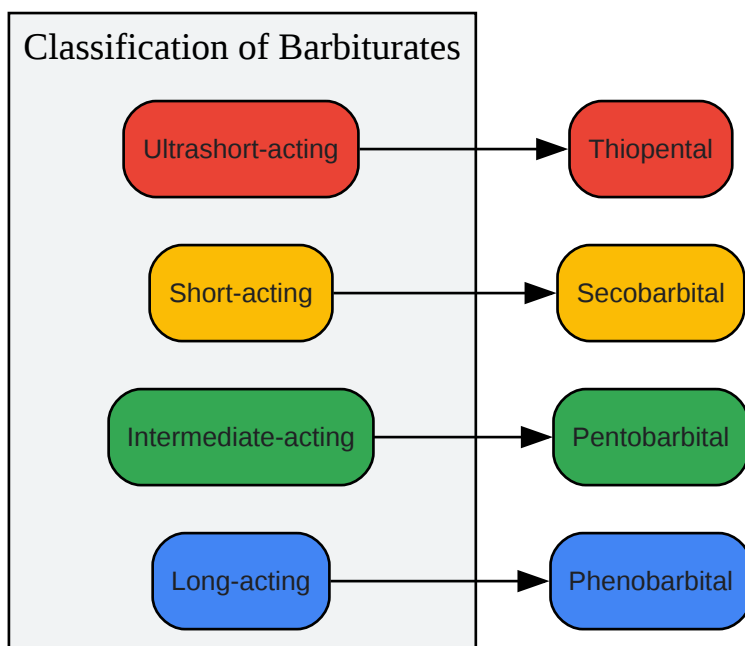 Classification of Barbiturates
Ultrashort-acting
Thiopental
Short-acting
Secobarbital
Intermediate-acting
Pentobarbital
Long-acting
Phenobarbital